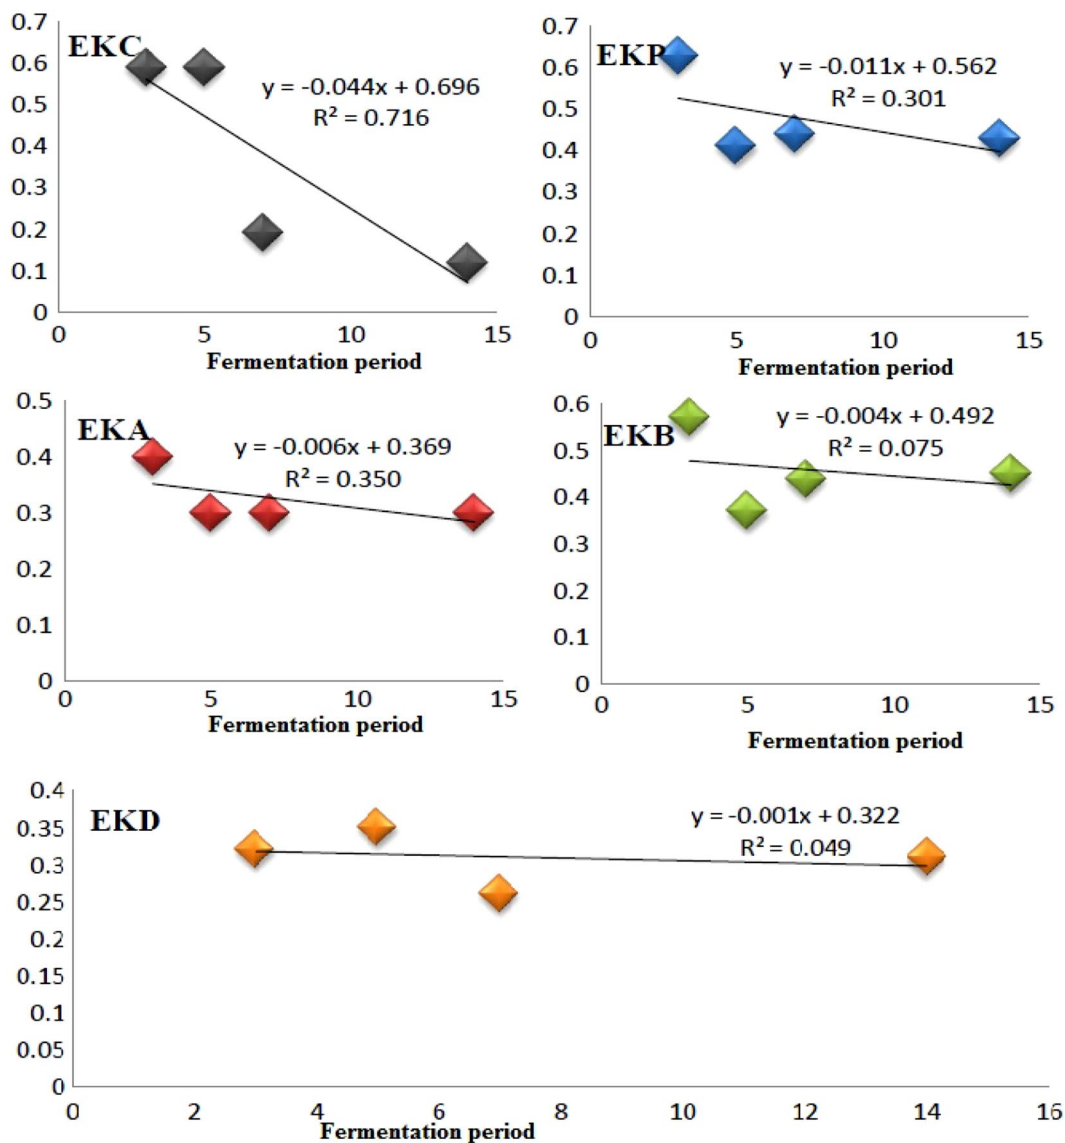 0.7
0.6
0.5
0.4
0.3
0.2
0.1
0
EKC
y = -0.044x + 0.696
R² = 0.716
0 5 10 15
Fermentation period
0.7
0.6
0.5
0.4
0.3
0.2
0.1
0
EKP
y = -0.011x + 0.562
R² = 0.301
0 5 10 15
Fermentation period
0.5
0.4
0.3
0.2
0.1
0
EKA
y = -0.006x + 0.369
R² = 0.350
0 5 10 15
Fermentation period
0.6
0.5
0.4
0.3
0.2
0.1
0
EKB
y = -0.004x + 0.492
R² = 0.075
0 5 10 15
Fermentation period
0.4
0.35
0.3
0.25
0.2
0.15
0.1
0.05
0
EKD
y = -0.001x + 0.322
R² = 0.049
0 2 4 6 8 10 12 14 16
Fermentation period